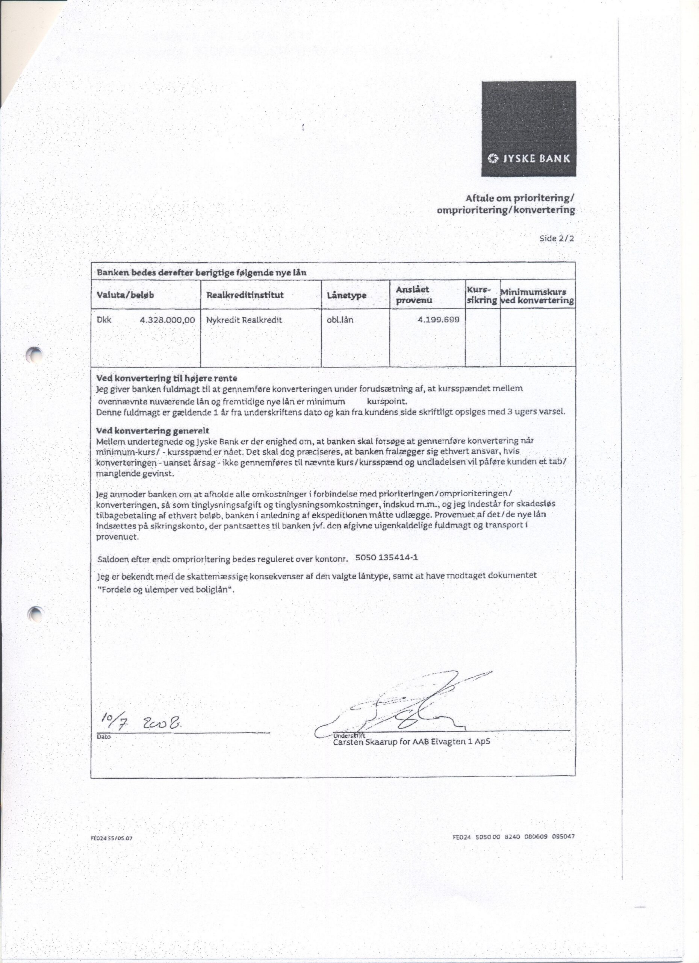 JYSKE BANK
Aftale om prioritering/
omprioritering/konvertering
Side 2/2
Banken bedes derefter berigtige følgende nye lån
Valuta/beløb Realkreditinstitut Lånetype Anslået provenu Kurs-sikring Minimumskurs ved konvertering
Dkk 4.328.000,00 Nykredit Realkredit obl.lån 4.199.699
Ved konvertering til højere rente
Jeg giver banken fuldmagt til at gennemføre konverteringen under forudsætning af, at kursspændet mellem
ovennævnte nuværende lån og fremtidige nye lån er minimum kurspoint.
Denne fuldmagt er gældende 1 år fra underskriftens dato og kan fra kundens side skriftligt opsiges med 3 ugers varsel.
Ved konvertering generelt
Mellem undertegnede og Jyske Bank er der enighed om, at banken skal forsøge at gennemføre konvertering når
minimum-kurs/ - kursspænd er nået. Det skal dog præciseres, at banken fralægger sig ethvert ansvar, hvis
konverteringen - uanset årsag - ikke gennemføres til nævnte kurs/kursspænd og undladelsen vil påføre kunden et tab/
manglende gevinst.
Jeg anmoder banken om at afholde alle omkostninger i forbindelse med prioriteringen/omprioriteringen/
konverteringen, så som tinglysningsafgift og tinglysningsomkostninger, indskud m.m., og jeg indestår for skadesløs
tilbagebetaling af ethvert beløb, banken i anledning af ekspeditionen måtte udlægge. Provenuet af det/de nye lån
indsættes på sikringskonto, der pantsættes til banken jvf. den afgivne uigenkaldelige fuldmagt og transport i
provenuet.
Saldoen efter endt omprioritering bedes reguleret over kontonr. 5050 135414-1
Jeg er bekendt med de skattemæssige konsekvenser af den valgte låntype, samt at have modtaget dokumentet
"Fordele og ulemper ved boliglån".
10/7 2008.
Dato
Underskrift
Carsten Skaarup for AAB Elvagten 1 ApS
FED24 55/05.07
FED24 5050 00 8240 080609 095047